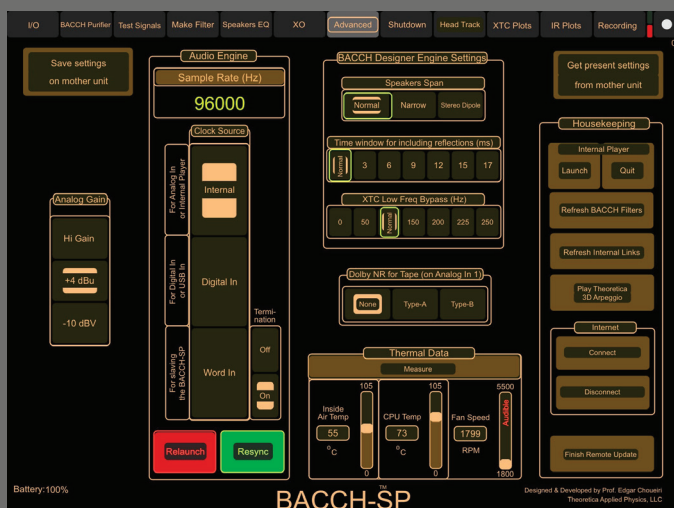 I/O
BACCH Purifier
Test Signals
Make Filter
Speakers EQ
XO
Advanced
Shutdown
Head Track
XTC Plots
IR Plots
Recording
Save settings
on mother unit
Analog Gain
Hi Gain
+4 dBu
-10 dBV
Audio Engine
Sample Rate (Hz)
96000
Clock Source
For Analog In
or Internal Player
Internal
For Digital In
or USB In
Digital In
For slaving
the BACCH-SP
Word In
Termi-
nation
Off
On
Relaunch
Resync
BACCH Designer Engine Settings
Speakers Span
Normal
Narrow
Stereo Dipole
Time window for including reflections (ms)
Normal
3
6
9
12
15
17
XTC Low Freq Bypass (Hz)
0
50
Normal
150
200
225
250
Dolby NR for Tape (on Analog In 1)
None
Type-A
Type-B
Thermal Data
Measure
Inside
Air Temp
55
°C
105
0
CPU Temp
73
°C
105
0
Fan Speed
1799
RPM
5500
Audible
1800
Get present settings
from mother unit
Housekeeping
Internal Player
Launch
Quit
Refresh BACCH Filters
Refresh Internal Links
Play Theoretica
3D Arpeggio
Internet
Connect
Disconnect
Finish Remote Update
Battery:100%
BACCH-SP™
Designed & Developed by Prof. Edgar Choueiri
Theoretica Applied Physics, LLC